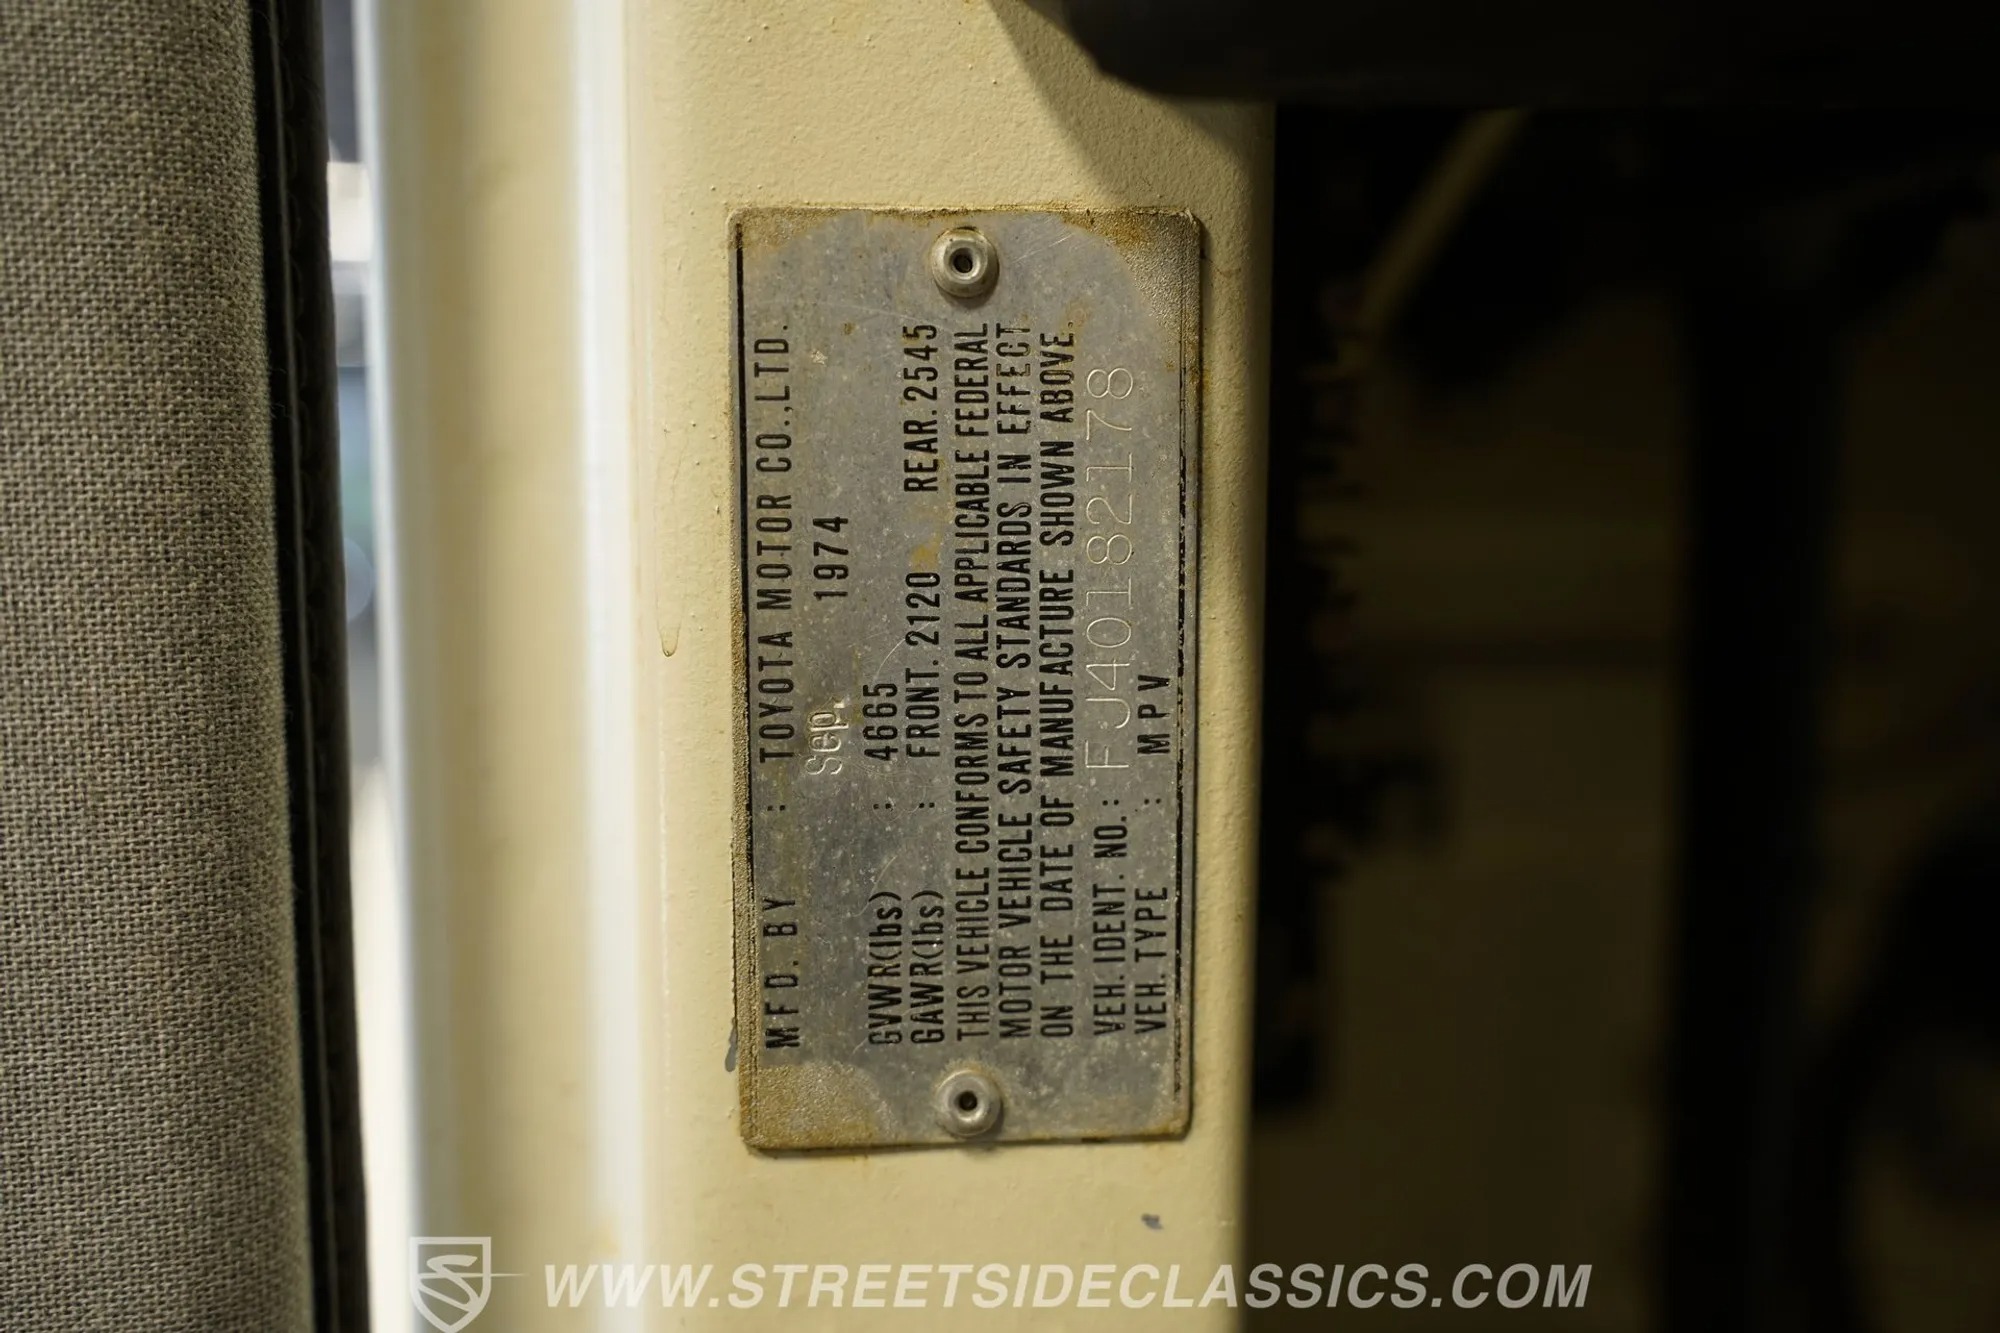 MFD. BY : TOYOTA MOTOR CO.,LTD.
Sep. 1974
GVWR(lbs) : 4665
GAWR(lbs) : FRONT. 2120 REAR. 2545
THIS VEHICLE CONFORMS TO ALL APPLICABLE FEDERAL
MOTOR VEHICLE SAFETY STANDARDS IN EFFECT
ON THE DATE OF MANUFACTURE SHOWN ABOVE.
VEH. IDENT. NO. : FJ40182178
VEH. TYPE : MPV
WWW.STREETSIDECLASSICS.COM